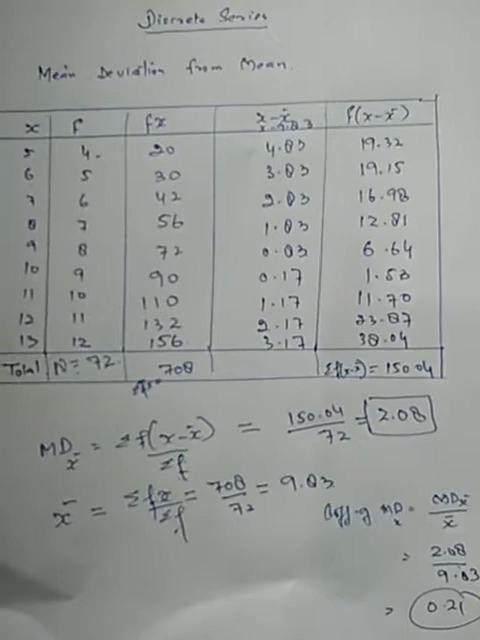 Discrete Series
Mean Deviation from Mean.
x f fx x-x̄ f(x-x̄)
x-9.83
5 4. 20 4.83 19.32
6 5 30 3.83 19.15
7 6 42 2.83 16.98
8 7 56 1.83 12.81
9 8 72 0.83 6.64
10 9 90 0.17 1.53
11 10 110 1.17 11.70
12 11 132 2.17 23.87
13 12 156 3.17 38.04
Total N=72. 708 Σf(x-x̄) = 150.04
MD x̄ = Σf(x-x̄)/Σf = 150.04/72 = 2.08
x̄ = Σfx/Σf = 708/72 = 9.83
Coff. of MD x̄ = MDx̄/x̄
= 2.08/9.83
= 0.21